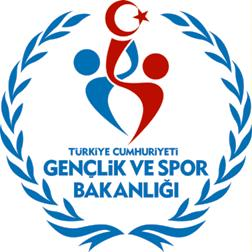 TÜRKİYE CUMHURİYETİ
GENÇLİK VE SPOR
BAKANLIĞI